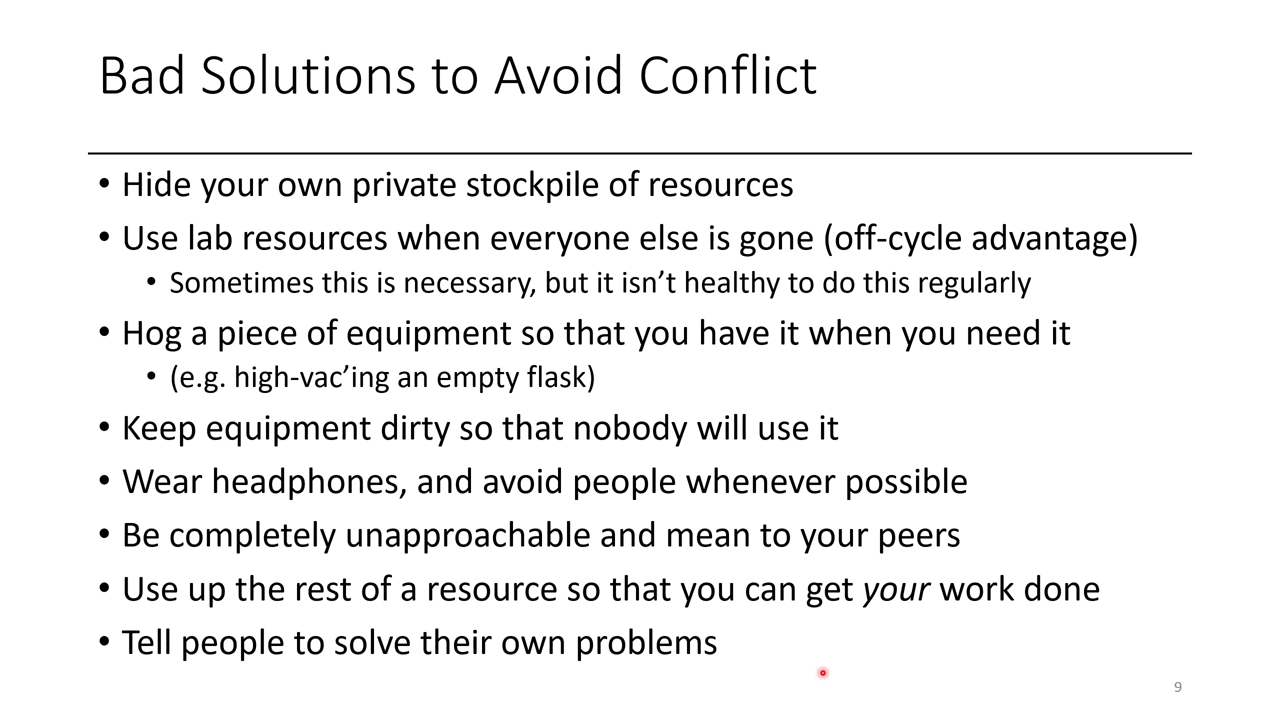 Bad Solutions to Avoid Conflict
• Hide your own private stockpile of resources
• Use lab resources when everyone else is gone (off-cycle advantage)
• Sometimes this is necessary, but it isn’t healthy to do this regularly
• Hog a piece of equipment so that you have it when you need it
• (e.g. high-vac’ing an empty flask)
• Keep equipment dirty so that nobody will use it
• Wear headphones, and avoid people whenever possible
• Be completely unapproachable and mean to your peers
• Use up the rest of a resource so that you can get your work done
• Tell people to solve their own problems
9